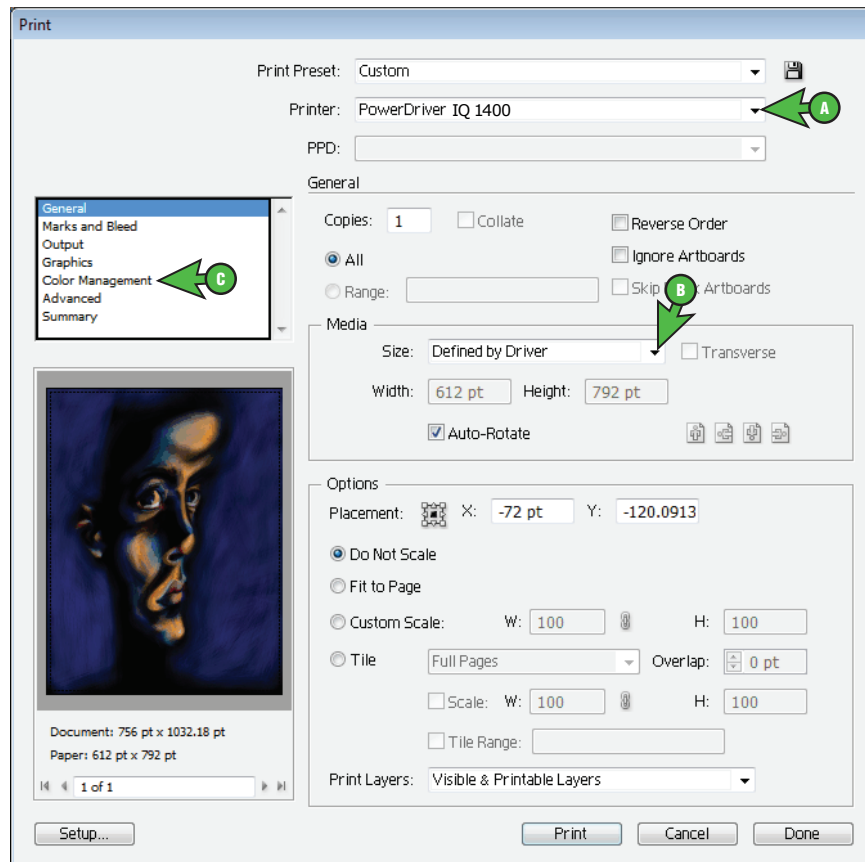 Print
Print Preset: Custom
Printer: PowerDriver IQ 1400
A
PPD:
General
Marks and Bleed
Output
Graphics
Color Management
Advanced
Summary
C
General
Copies: 1 Collate Reverse Order
All Ignore Artboards
Range: Skip Artboards
B
Media
Size: Defined by Driver Transverse
Width: 612 pt Height: 792 pt
Auto-Rotate
Options
Placement: X: -72 pt Y: -120.0913
Do Not Scale
Fit to Page
Custom Scale: W: 100 H: 100
Tile Full Pages Overlap: 0 pt
Scale: W: 100 H: 100
Tile Range:
Print Layers: Visible & Printable Layers
Document: 756 pt x 1032.18 pt
Paper: 612 pt x 792 pt
1 of 1
Setup... Print Cancel Done